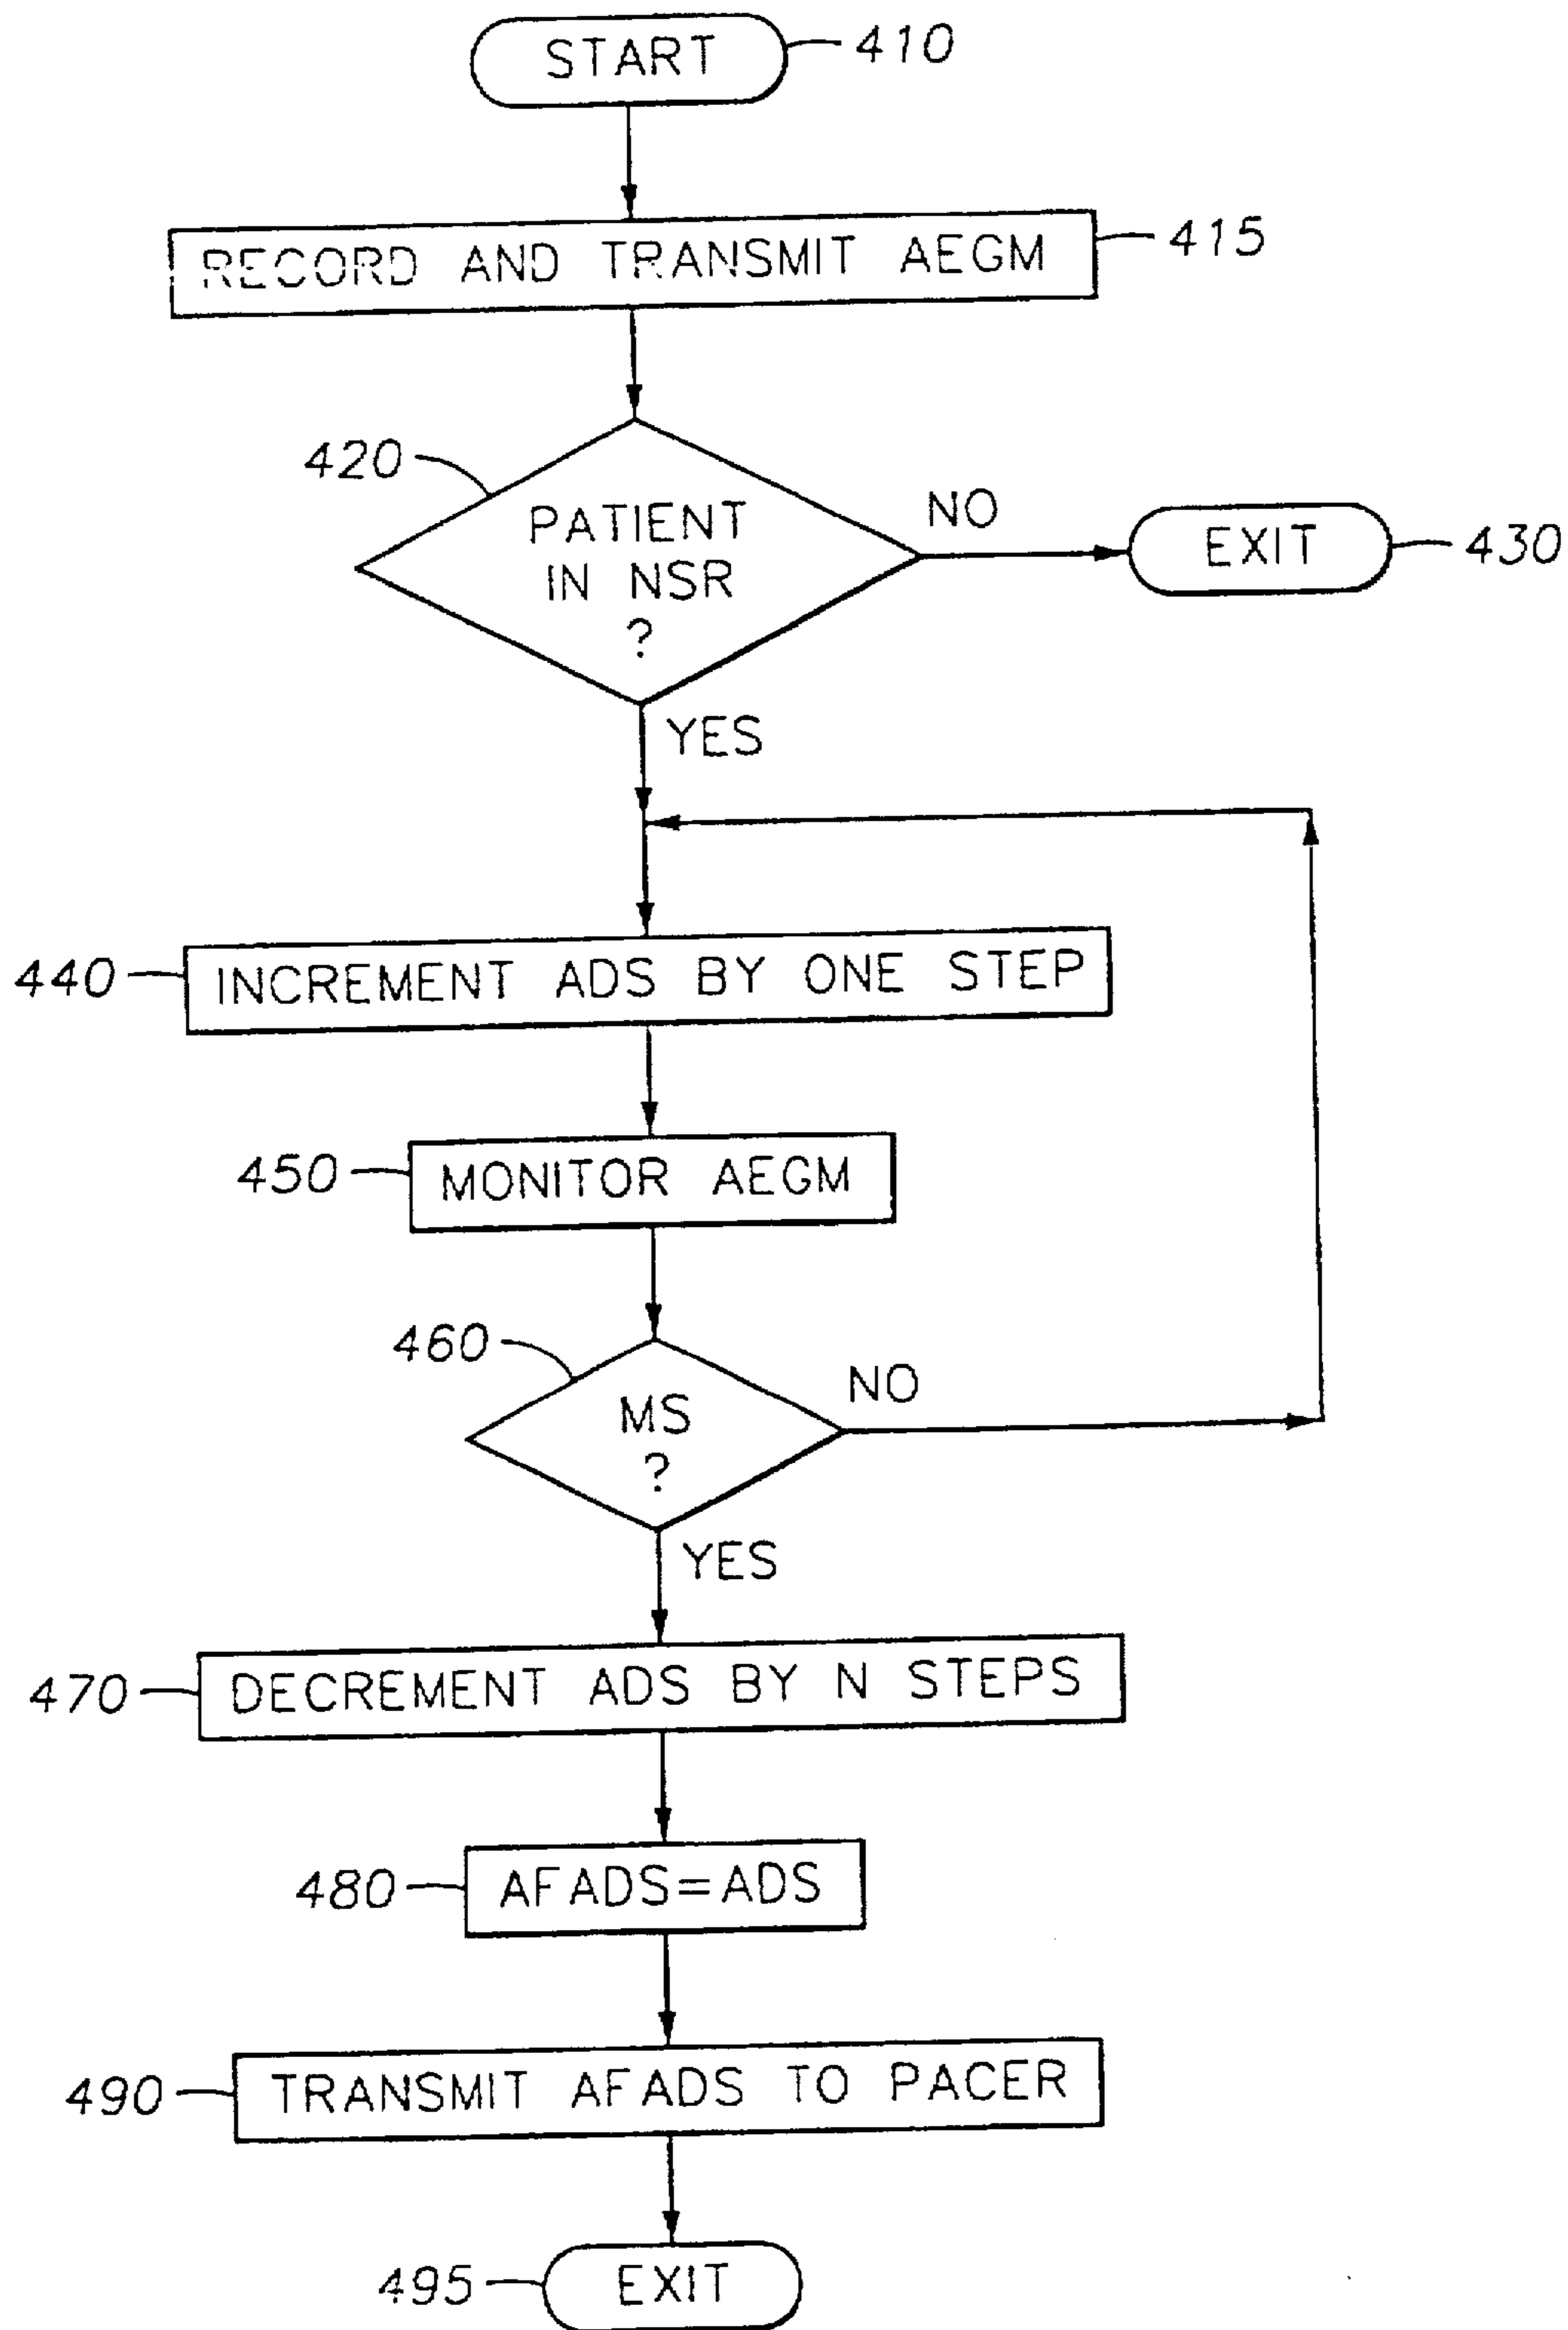 START
410
RECORD AND TRANSMIT AEGM
415
420
PATIENT
IN NSR
?
NO
EXIT
430
YES
440
INCREMENT ADS BY ONE STEP
450
MONITOR AEGM
460
MS
?
NO
YES
470
DECREMENT ADS BY N STEPS
480
AFADS=ADS
490
TRANSMIT AFADS TO PACER
495
EXIT